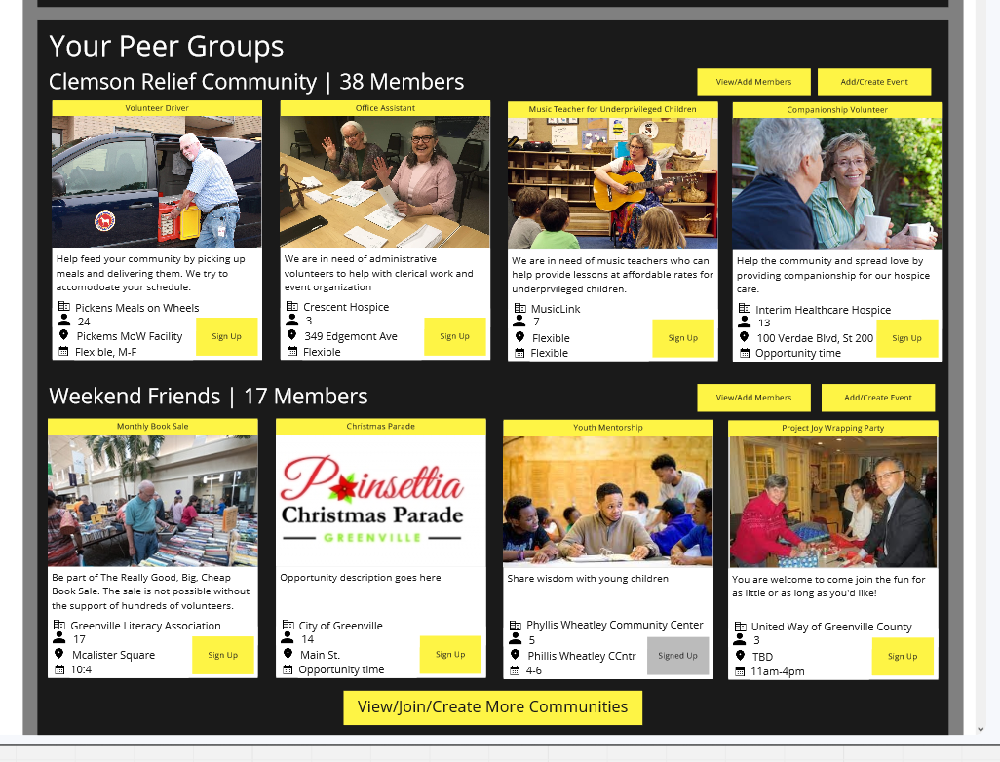 Your Peer Groups
Clemson Relief Community | 38 Members
View/Add Members
Add/Create Event
Volunteer Driver
Help feed your community by picking up
meals and delivering them. We try to
accomodoate your schedule.
Pickens Meals on Wheels
24
Pickems MoW Facility
Flexible, M-F
Sign Up
Office Assistant
We are in need of administrative
volunteers to help with clerical work and
event organization
Crescent Hospice
3
349 Edgemont Ave
Flexible
Sign Up
Music Teacher for Underprivileged Children
We are in need of music teachers who can
help provide lessons at affordable rates for
underprvileged children.
MusicLink
7
Flexible
Flexible
Sign Up
Companionship Volunteer
Help the community and spread love by
providing companionship for our hospice
care.
Interim Healthcare Hospice
13
100 Verdae Blvd, St 200
Opportunity time
Sign Up
Weekend Friends | 17 Members
View/Add Members
Add/Create Event
Monthly Book Sale
Be part of The Really Good, Big, Cheap
Book Sale. The sale is not possible without
the support of hundreds of volunteers.
Greenville Literacy Association
17
Mcalister Square
10:4
Sign Up
Christmas Parade
Poinsettia
Christmas Parade
GREENVILLE
Opportunity description goes here
City of Greenville
14
Main St.
Opportunity time
Sign Up
Youth Mentorship
Share wisdom with young children
Phyllis Wheatley Community Center
5
Phillis Wheatley CCntr
4-6
Signed Up
Project Joy Wrapping Party
You are welcome to come join the fun for
as little or as long as you'd like!
United Way of Greenville County
3
TBD
11am-4pm
Sign Up
View/Join/Create More Communities